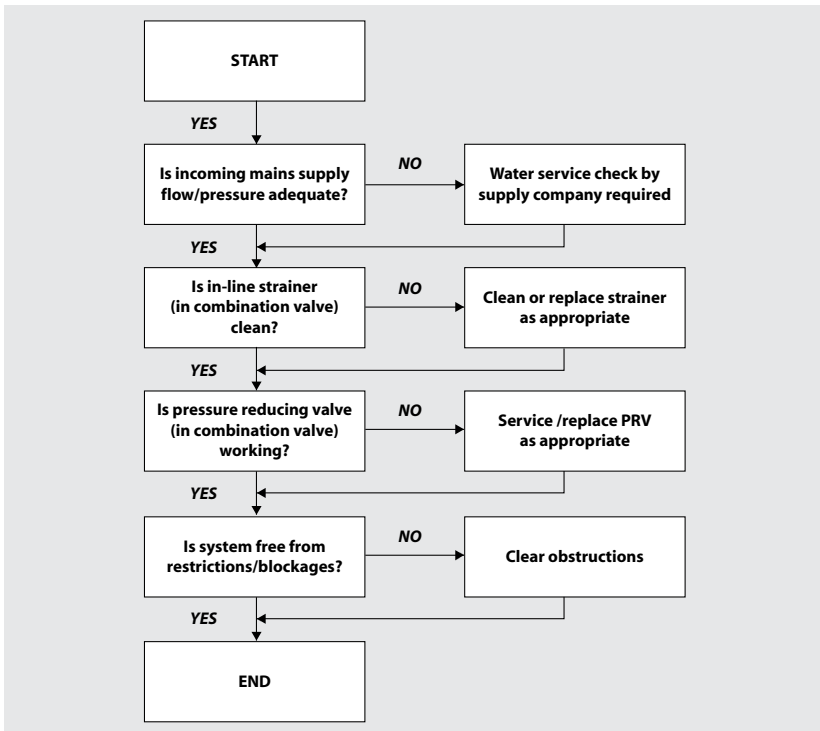 START
YES
Is incoming mains supply
flow/pressure adequate?
NO
Water service check by
supply company required
YES
Is in-line strainer
(in combination valve)
clean?
NO
Clean or replace strainer
as appropriate
YES
Is pressure reducing valve
(in combination valve)
working?
NO
Service /replace PRV
as appropriate
YES
Is system free from
restrictions/blockages?
NO
Clear obstructions
YES
END